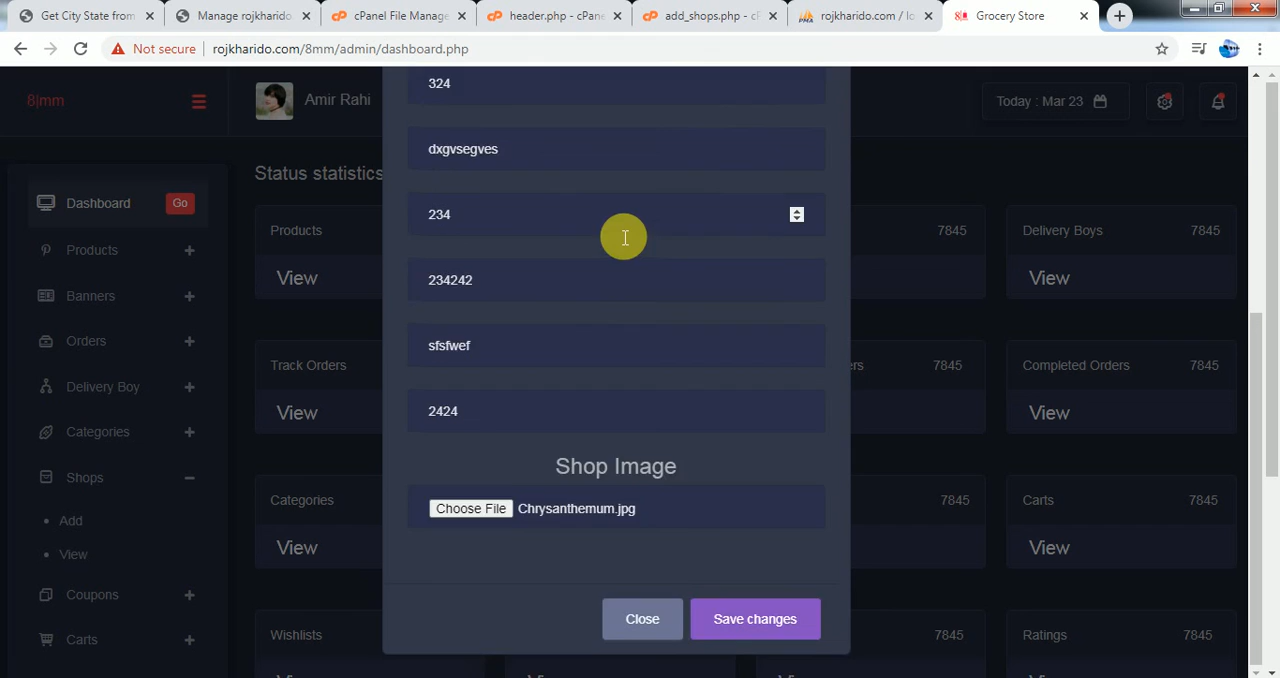 Get City State from
Manage rojkharido
cPanel File Manage
header.php - cPane
add_shops.php - cP
rojkharido.com / lo
Grocery Store
Not secure
rojkharido.com/8mm/admin/dashboard.php
8|mm
Amir Rahi
Today : Mar 23
Dashboard
Go
Products
Banners
Orders
Delivery Boy
Categories
Shops
Add
View
Coupons
Carts
Status statistics
Products
View
7845
Delivery Boys
7845
View
Track Orders
View
ers
7845
Completed Orders
7845
View
Categories
View
7845
Carts
7845
View
Wishlists
7845
Ratings
7845
324
dxgvsegves
234
234242
sfsfwef
2424
Shop Image
Choose File Chrysanthemum.jpg
Close
Save changes